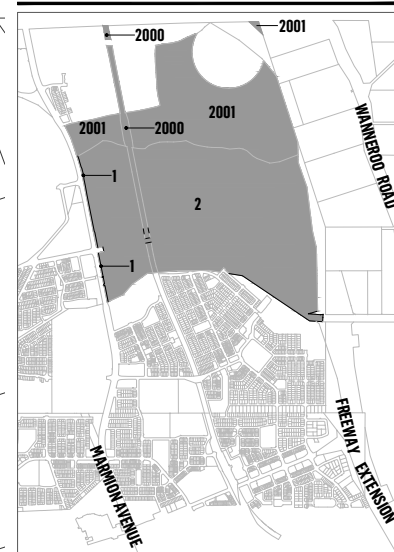 2001
2000
2001
2001
2000
WANNEROO ROAD
1
2
1
MARMION AVENUE
FREEWAY EXTENSION